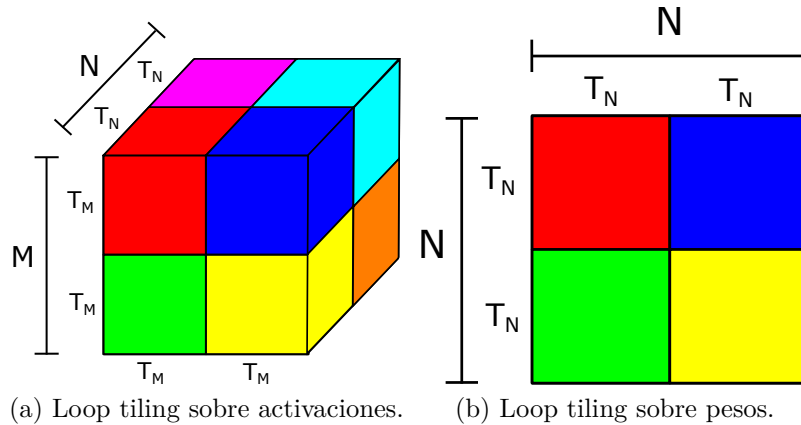 N
T_N
T_N
M
T_M
T_M
T_M T_M
(a) Loop tiling sobre activaciones.
N
T_N T_N
N
T_N
T_N
(b) Loop tiling sobre pesos.